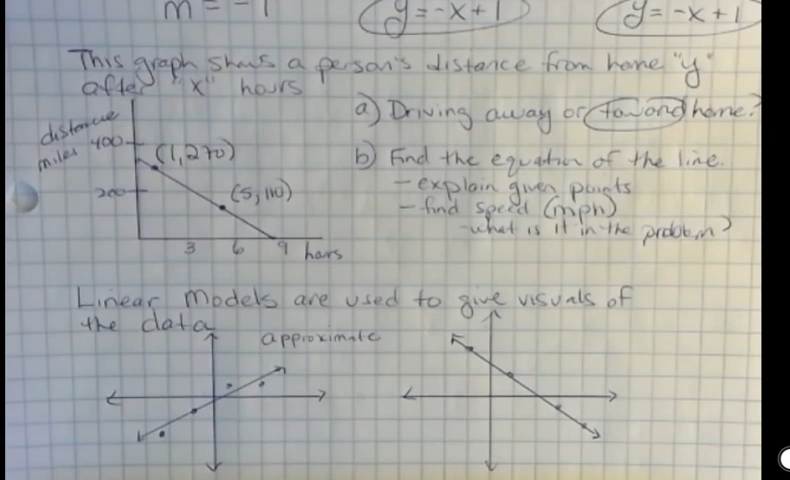 m = -1
y = -x + 1
y = -x + 1
This graph shows a person's distance from home "y"
after "x" hours
distance
miles
400
200
(1,270)
(5,110)
3 6 9 hours
a) Driving away or toward home?
b) Find the equation of the line.
- explain given points
- find speed (mph)
- what is it in the problem?
Linear models are used to give visuals of
the data
approximate